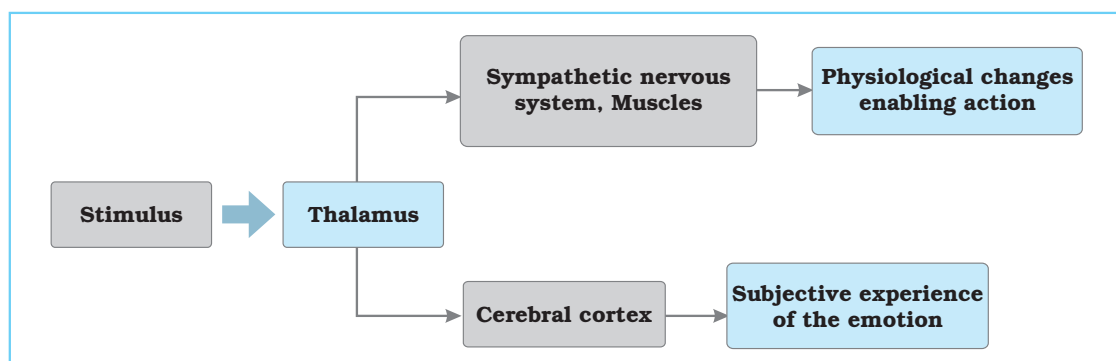 Sympathetic nervous
system, Muscles
Physiological changes
enabling action
Stimulus
Thalamus
Cerebral cortex
Subjective experience
of the emotion